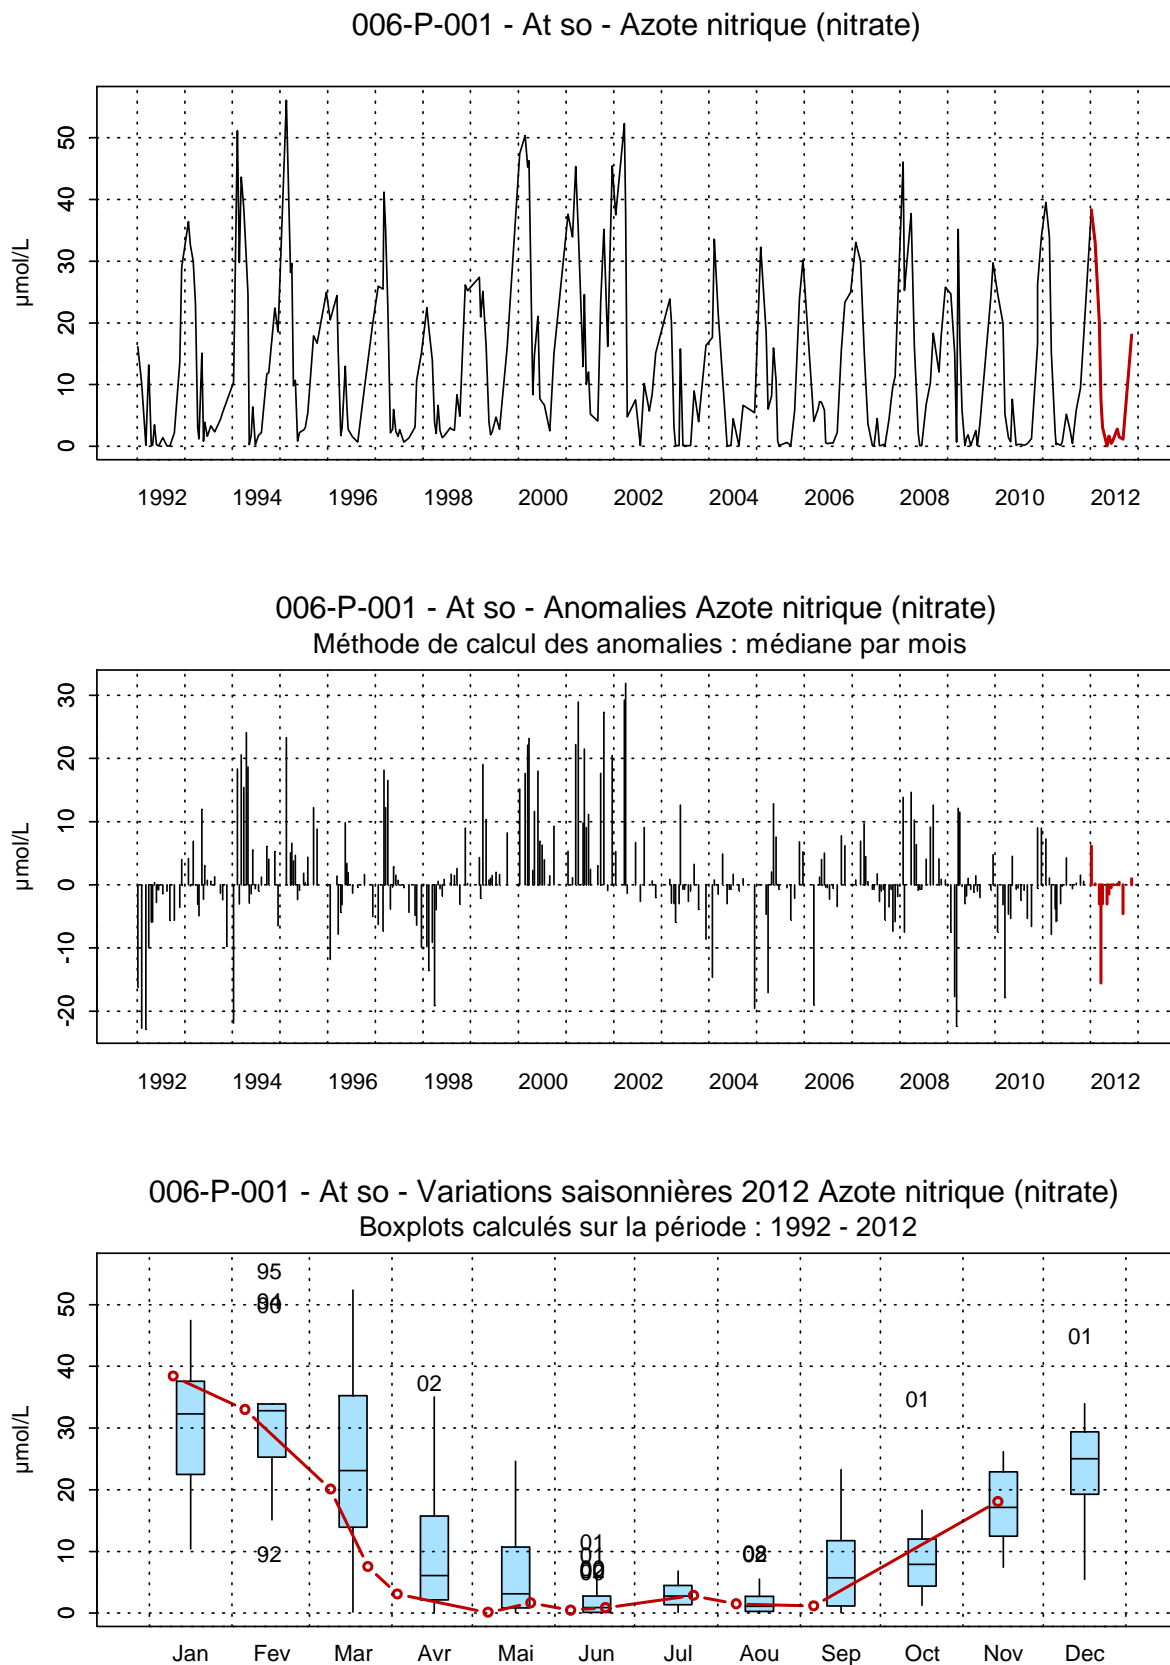 006-P-001 - At so - Azote nitrique (nitrate)
µmol/L
50
40
30
20
10
0
1992 1994 1996 1998 2000 2002 2004 2006 2008 2010 2012
006-P-001 - At so - Anomalies Azote nitrique (nitrate)
Méthode de calcul des anomalies : médiane par mois
µmol/L
30
20
10
0
-10
-20
1992 1994 1996 1998 2000 2002 2004 2006 2008 2010 2012
006-P-001 - At so - Variations saisonnières 2012 Azote nitrique (nitrate)
Boxplots calculés sur la période : 1992 - 2012
µmol/L
50
40
30
20
10
0
95
92
02
01
01
01
01
Jan Fev Mar Avr Mai Jun Jul Aou Sep Oct Nov Dec